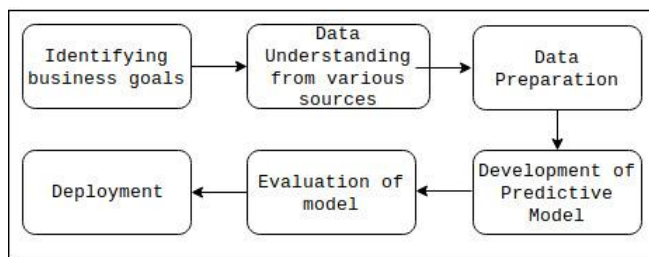 Identifying
business goals
Data
Understanding
from various
sources
Data
Preparation
Development of
Predictive
Model
Evaluation of
model
Deployment